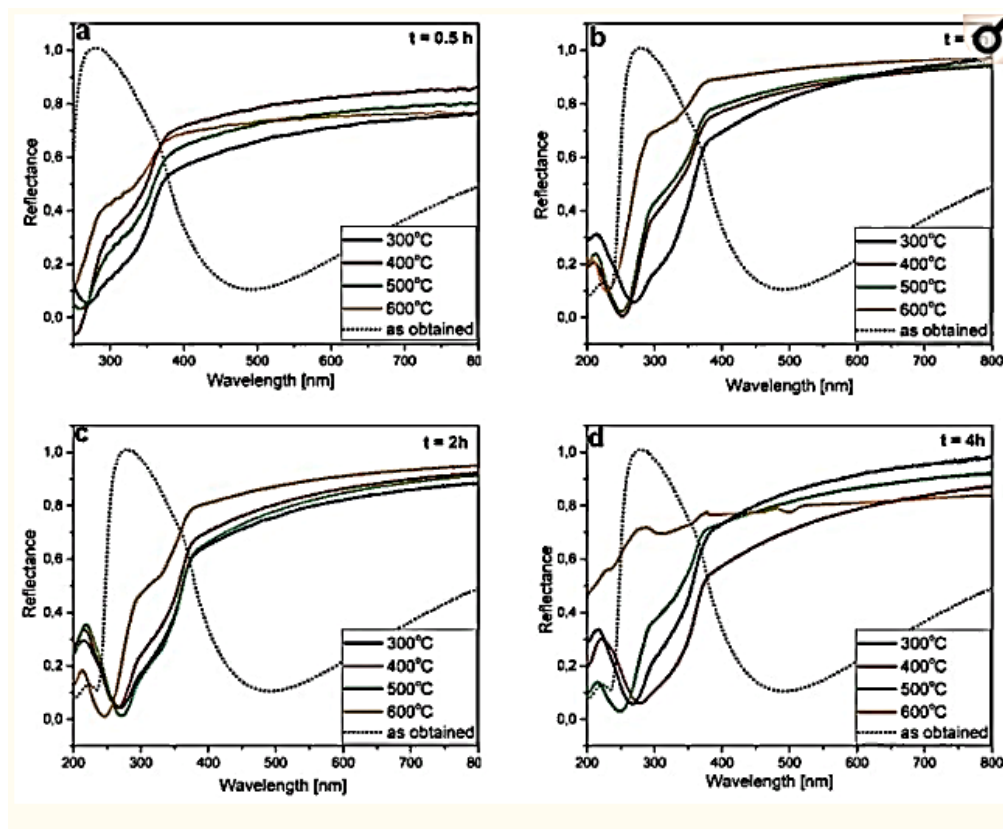 a
t = 0.5 h
1,0
0,8
0,6
0,4
0,2
0,0
Reflectance
300°C
400°C
500°C
600°C
as obtained
300 400 500 600 700 80
Wavelength [nm]
b
t =
1,0
0,8
0,6
0,4
0,2
0,0
Reflectance
300°C
400°C
500°C
600°C
as obtained
200 300 400 500 600 700 800
Wavelength [nm]
c
t = 2h
1,0
0,8
0,6
0,4
0,2
0,0
Reflectance
300°C
400°C
500°C
600°C
as obtained
200 300 400 500 600 700 80
Wavelength [nm]
d
t = 4h
1,0
0,8
0,6
0,4
0,2
0,0
Reflectance
300°C
400°C
500°C
600°C
as obtained
200 300 400 500 600 700 800
Wavelength [nm]